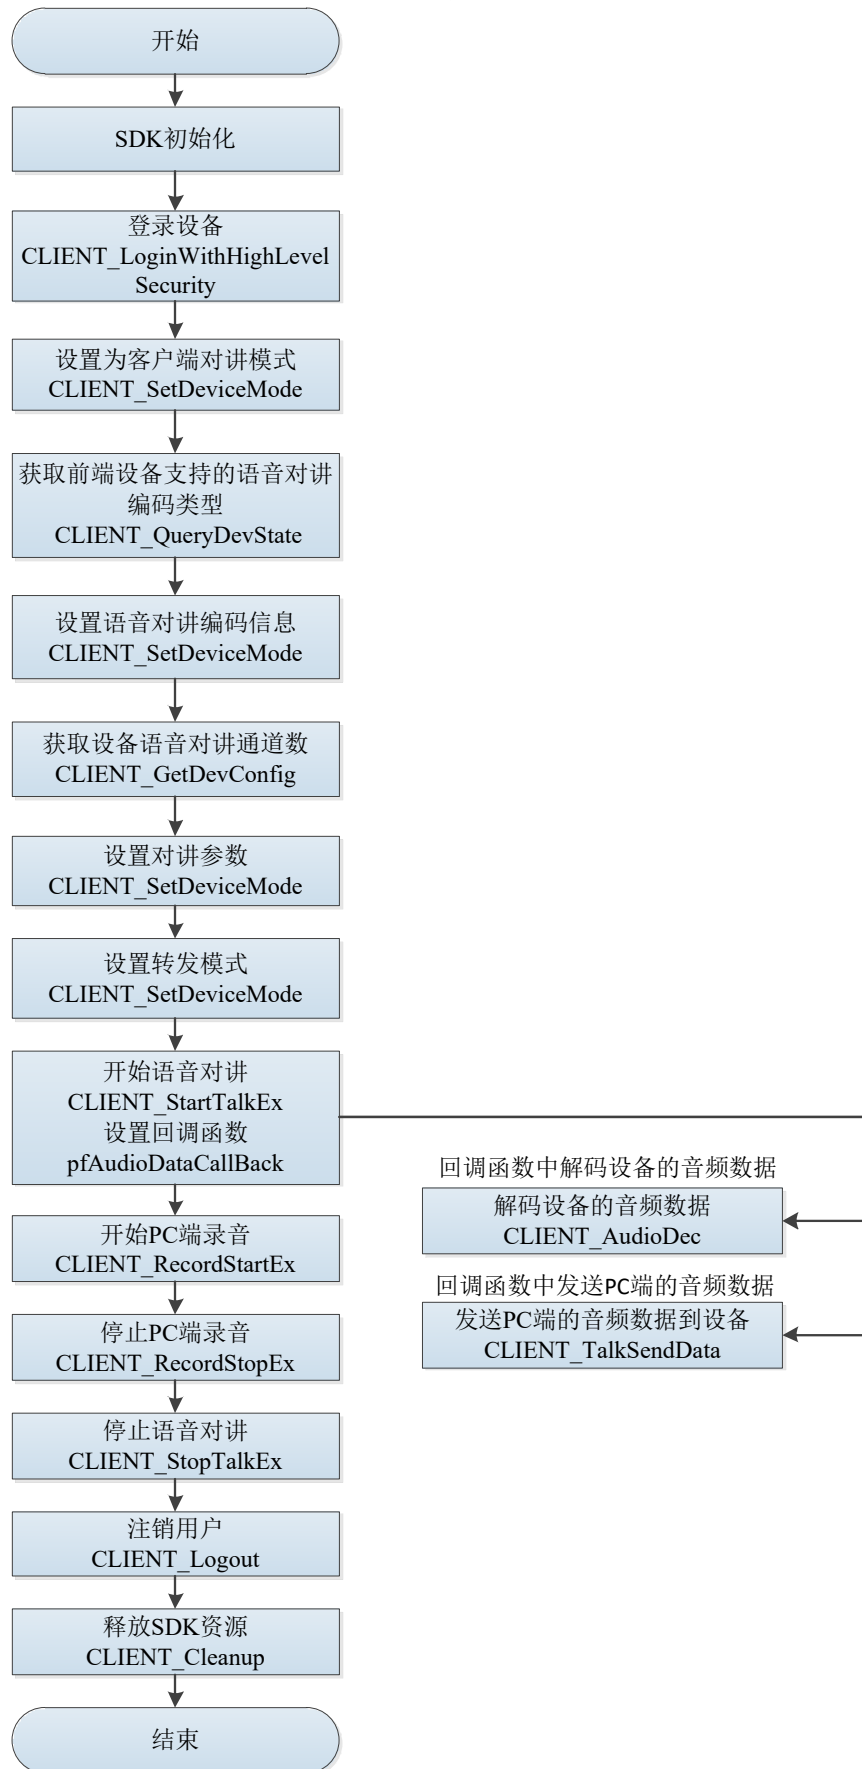 开始
SDK初始化
登录设备
CLIENT_LoginWithHighLevel
Security
设置为客户端对讲模式
CLIENT_SetDeviceMode
获取前端设备支持的语音对讲
编码类型
CLIENT_QueryDevState
设置语音对讲编码信息
CLIENT_SetDeviceMode
获取设备语音对讲通道数
CLIENT_GetDevConfig
设置对讲参数
CLIENT_SetDeviceMode
设置转发模式
CLIENT_SetDeviceMode
开始语音对讲
CLIENT_StartTalkEx
设置回调函数
pfAudioDataCallBack
回调函数中解码设备的音频数据
解码设备的音频数据
CLIENT_AudioDec
回调函数中发送PC端的音频数据
发送PC端的音频数据到设备
CLIENT_TalkSendData
开始PC端录音
CLIENT_RecordStartEx
停止PC端录音
CLIENT_RecordStopEx
停止语音对讲
CLIENT_StopTalkEx
注销用户
CLIENT_Logout
释放SDK资源
CLIENT_Cleanup
结束